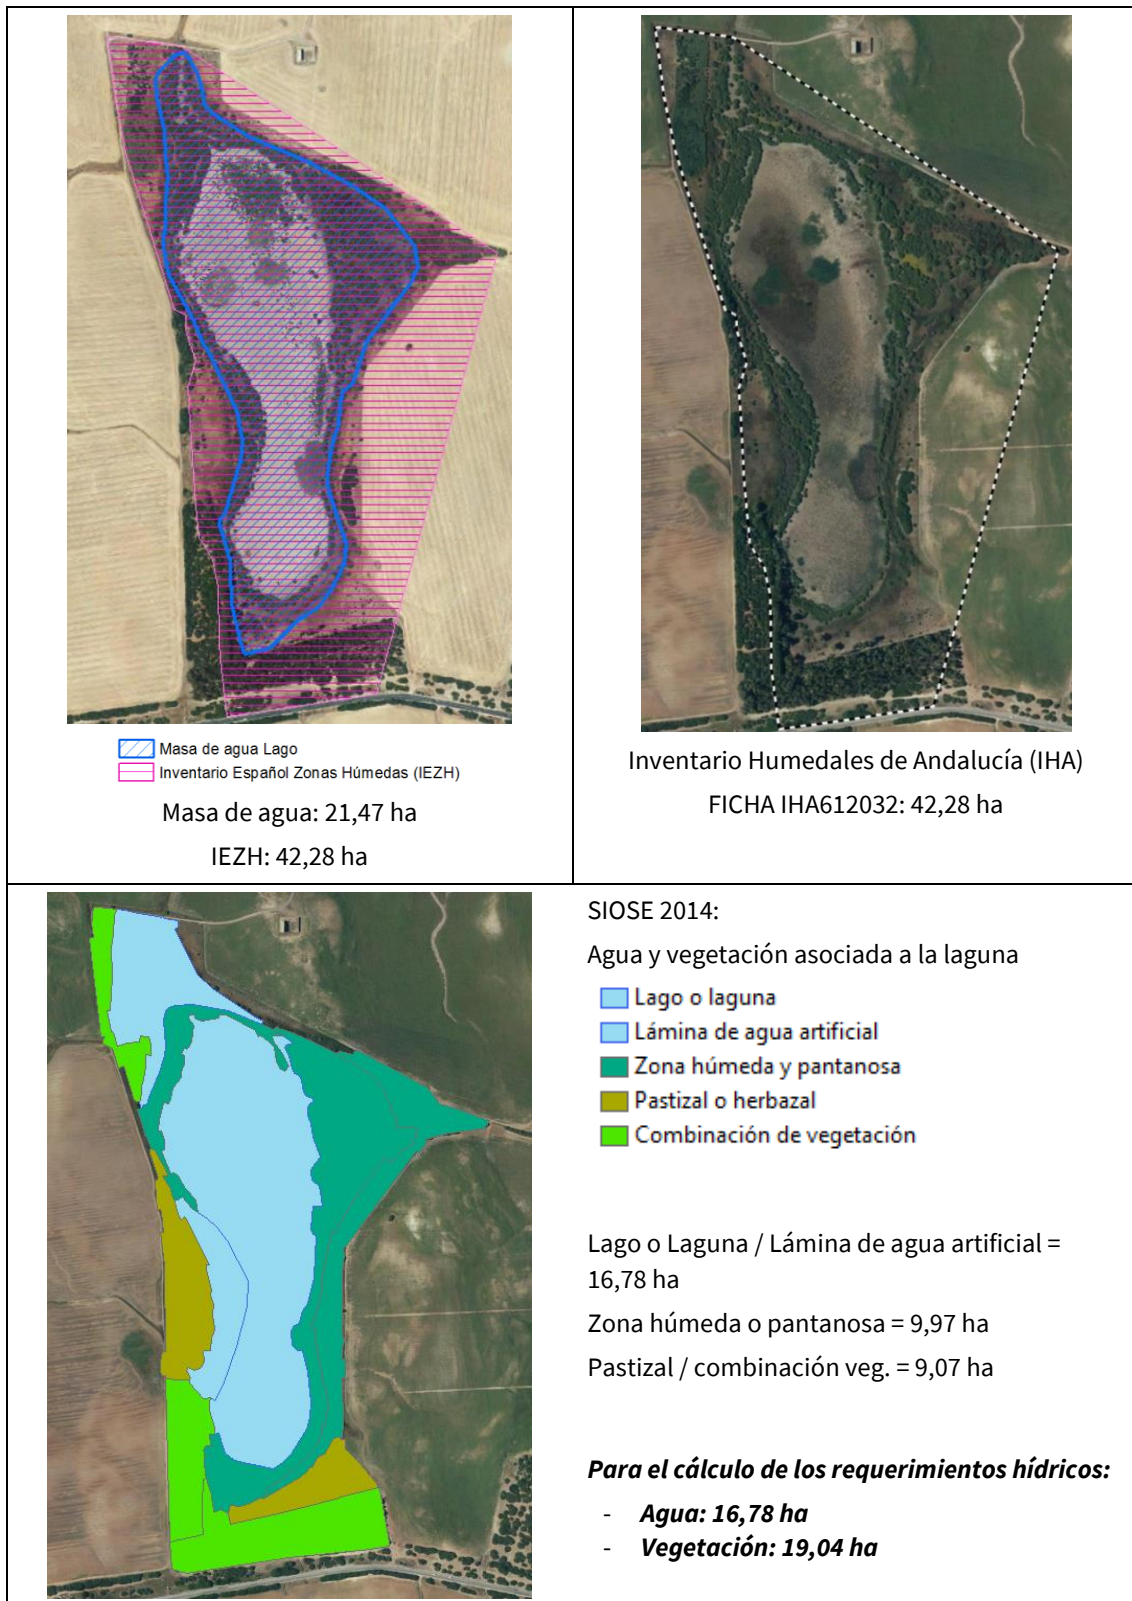 Masa de agua Lago
Inventario Español Zonas Húmedas (IEZH)
Masa de agua: 21,47 ha
IEZH: 42,28 ha
Inventario Humedales de Andalucía (IHA)
FICHA IHA612032: 42,28 ha
SIOSE 2014:
Agua y vegetación asociada a la laguna
Lago o laguna
Lámina de agua artificial
Zona húmeda y pantanosa
Pastizal o herbazal
Combinación de vegetación
Lago o Laguna / Lámina de agua artificial =
16,78 ha
Zona húmeda o pantanosa = 9,97 ha
Pastizal / combinación veg. = 9,07 ha
Para el cálculo de los requerimientos hídricos:
- Agua: 16,78 ha
- Vegetación: 19,04 ha